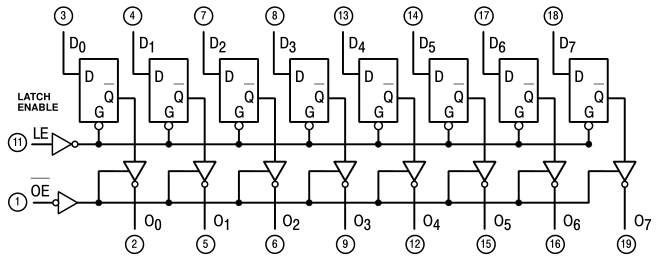 3 4 7 8 13 14 17 18
D0 D1 D2 D3 D4 D5 D6 D7
D D D D D D D D
Q̅ Q̅ Q̅ Q̅ Q̅ Q̅ Q̅ Q̅
LATCH
ENABLE
G G G G G G G G
11 LE
O̅E̅
1
O0 O1 O2 O3 O4 O5 O6 O7
2 5 6 9 12 15 16 19